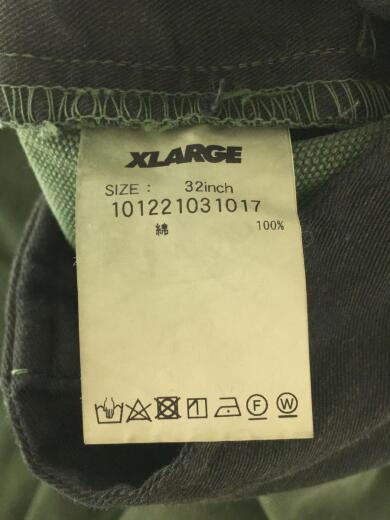 XLARGE
SIZE : 32inch
101221031017
綿 100%
F W